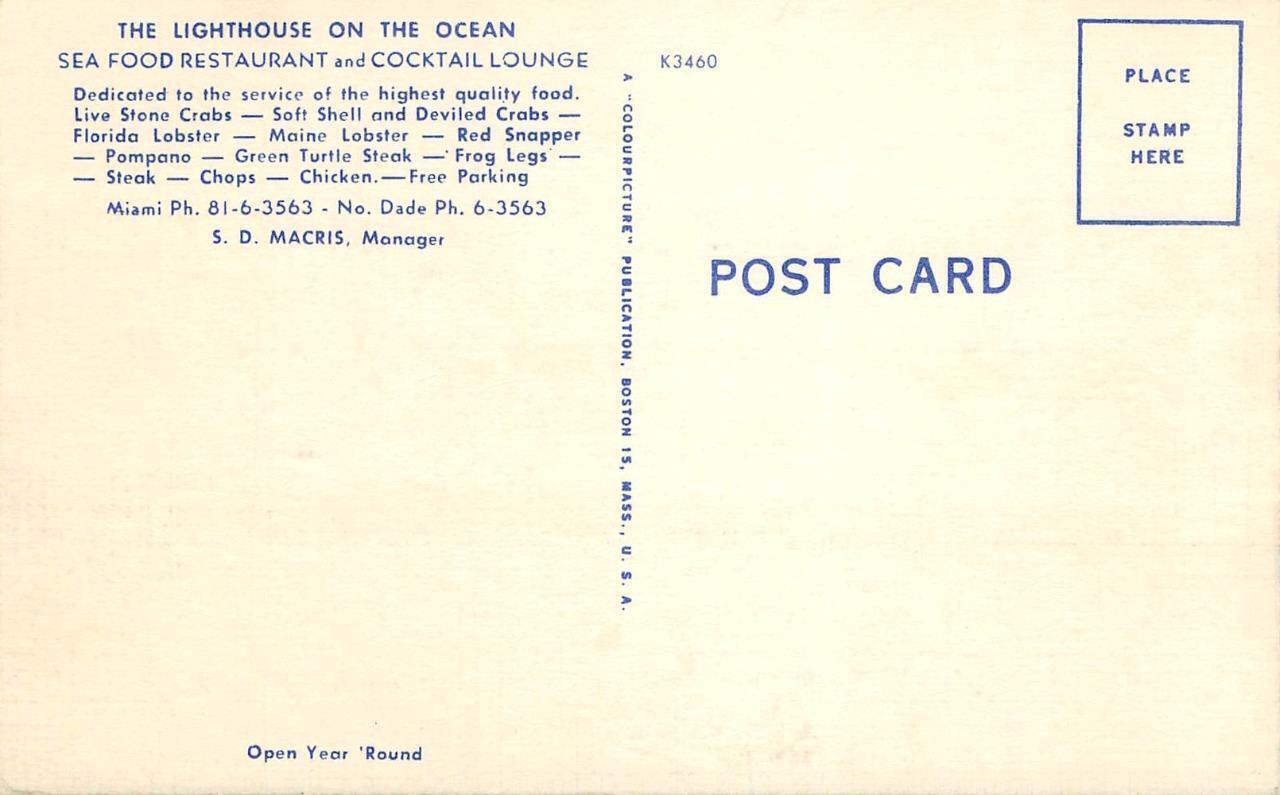 THE LIGHTHOUSE ON THE OCEAN
SEA FOOD RESTAURANT and COCKTAIL LOUNGE
Dedicated to the service of the highest quality food.
Live Stone Crabs — Soft Shell and Deviled Crabs —
Florida Lobster — Maine Lobster — Red Snapper
— Pompano — Green Turtle Steak — Frog Legs —
— Steak — Chops — Chicken.—Free Parking
Miami Ph. 81-6-3563 - No. Dade Ph. 6-3563
S. D. MACRIS, Manager
Open Year 'Round
A "COLOURPICTURE" PUBLICATION, BOSTON 15, MASS., U. S. A.
K3460
PLACE
STAMP
HERE
POST CARD